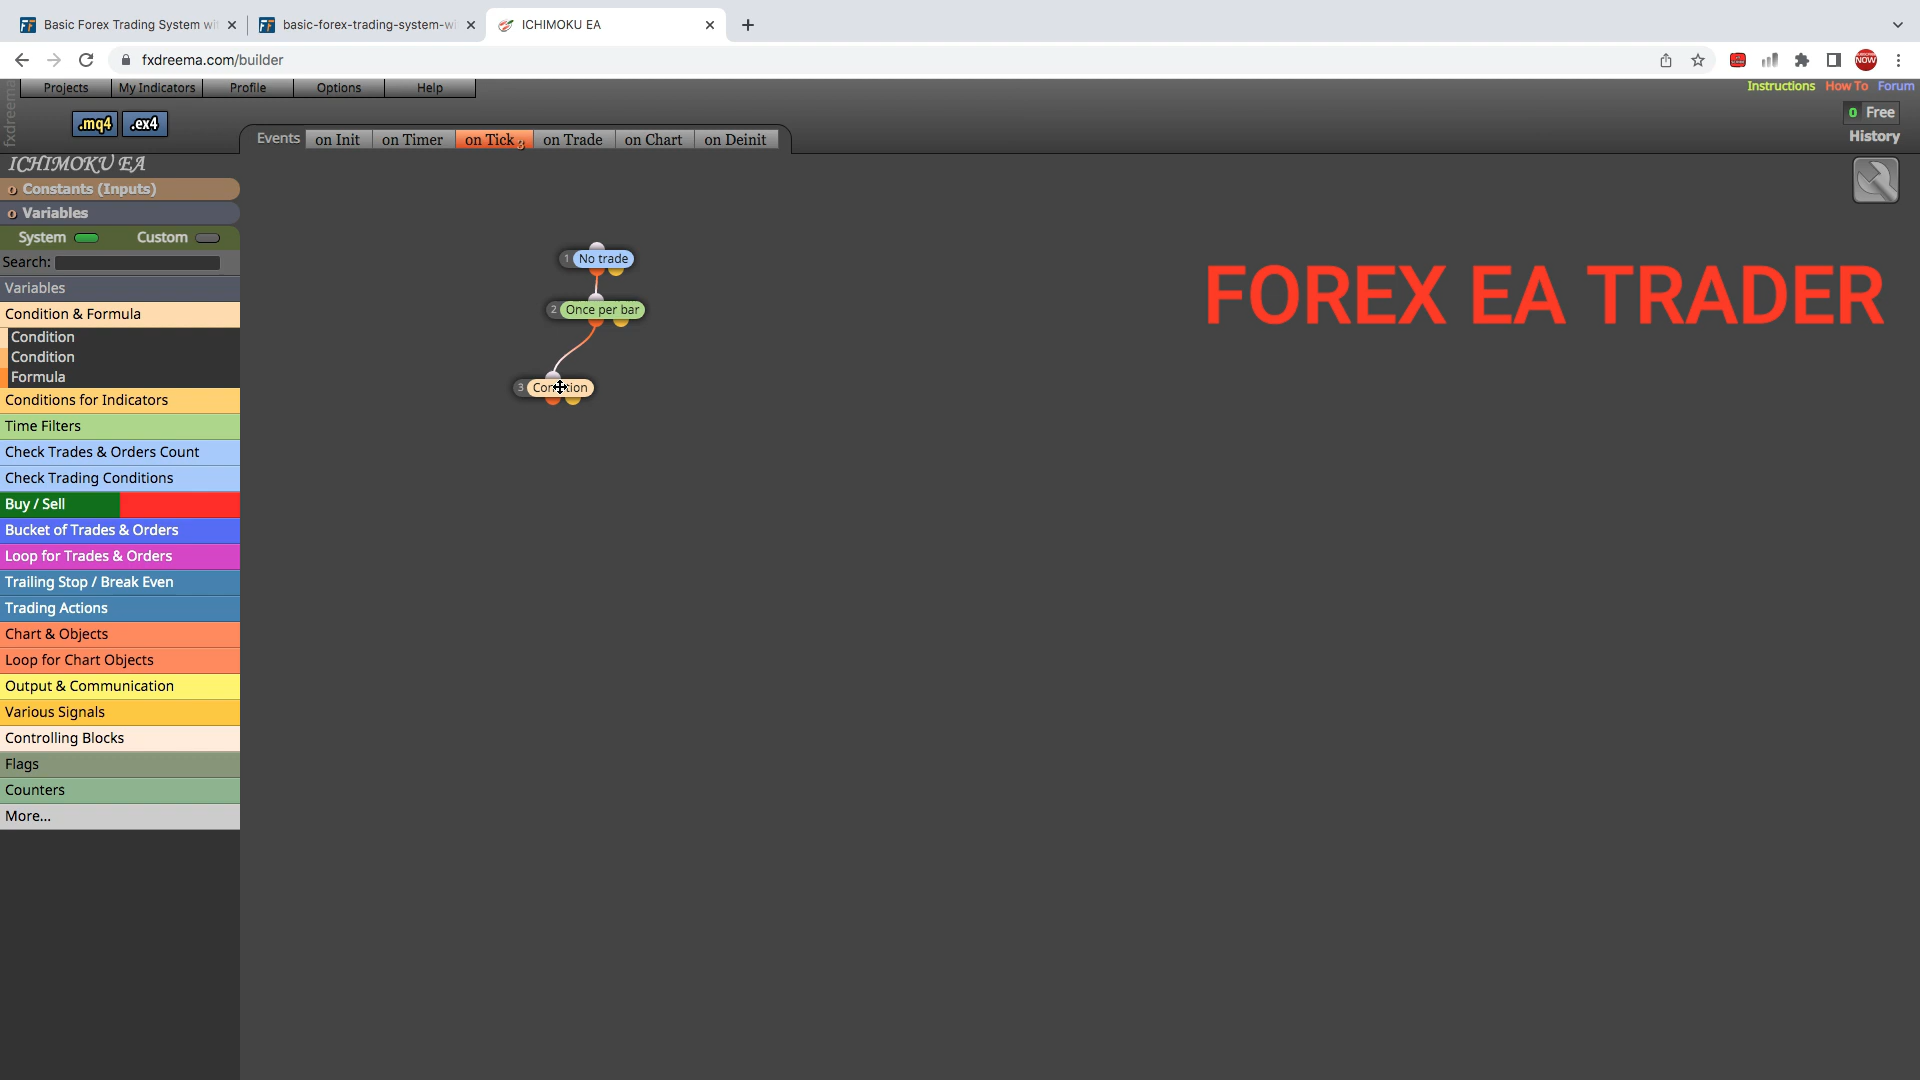 Basic Forex Trading System wi
basic-forex-trading-system-wi
ICHIMOKU EA
fxdreema.com/builder
NOW
Projects
My Indicators
Profile
Options
Help
Instructions
How To
Forum
fxdreema
.mq4
.ex4
0 Free
History
Events
on Init
on Timer
on Tick 3
on Trade
on Chart
on Deinit
ICHIMOKU EA
0 Constants (Inputs)
0 Variables
System
Custom
Search:
Variables
Condition & Formula
Condition
Condition
Formula
Conditions for Indicators
Time Filters
Check Trades & Orders Count
Check Trading Conditions
Buy / Sell
Bucket of Trades & Orders
Loop for Trades & Orders
Trailing Stop / Break Even
Trading Actions
Chart & Objects
Loop for Chart Objects
Output & Communication
Various Signals
Controlling Blocks
Flags
Counters
More...
1 No trade
2 Once per bar
3 Condition
FOREX EA TRADER